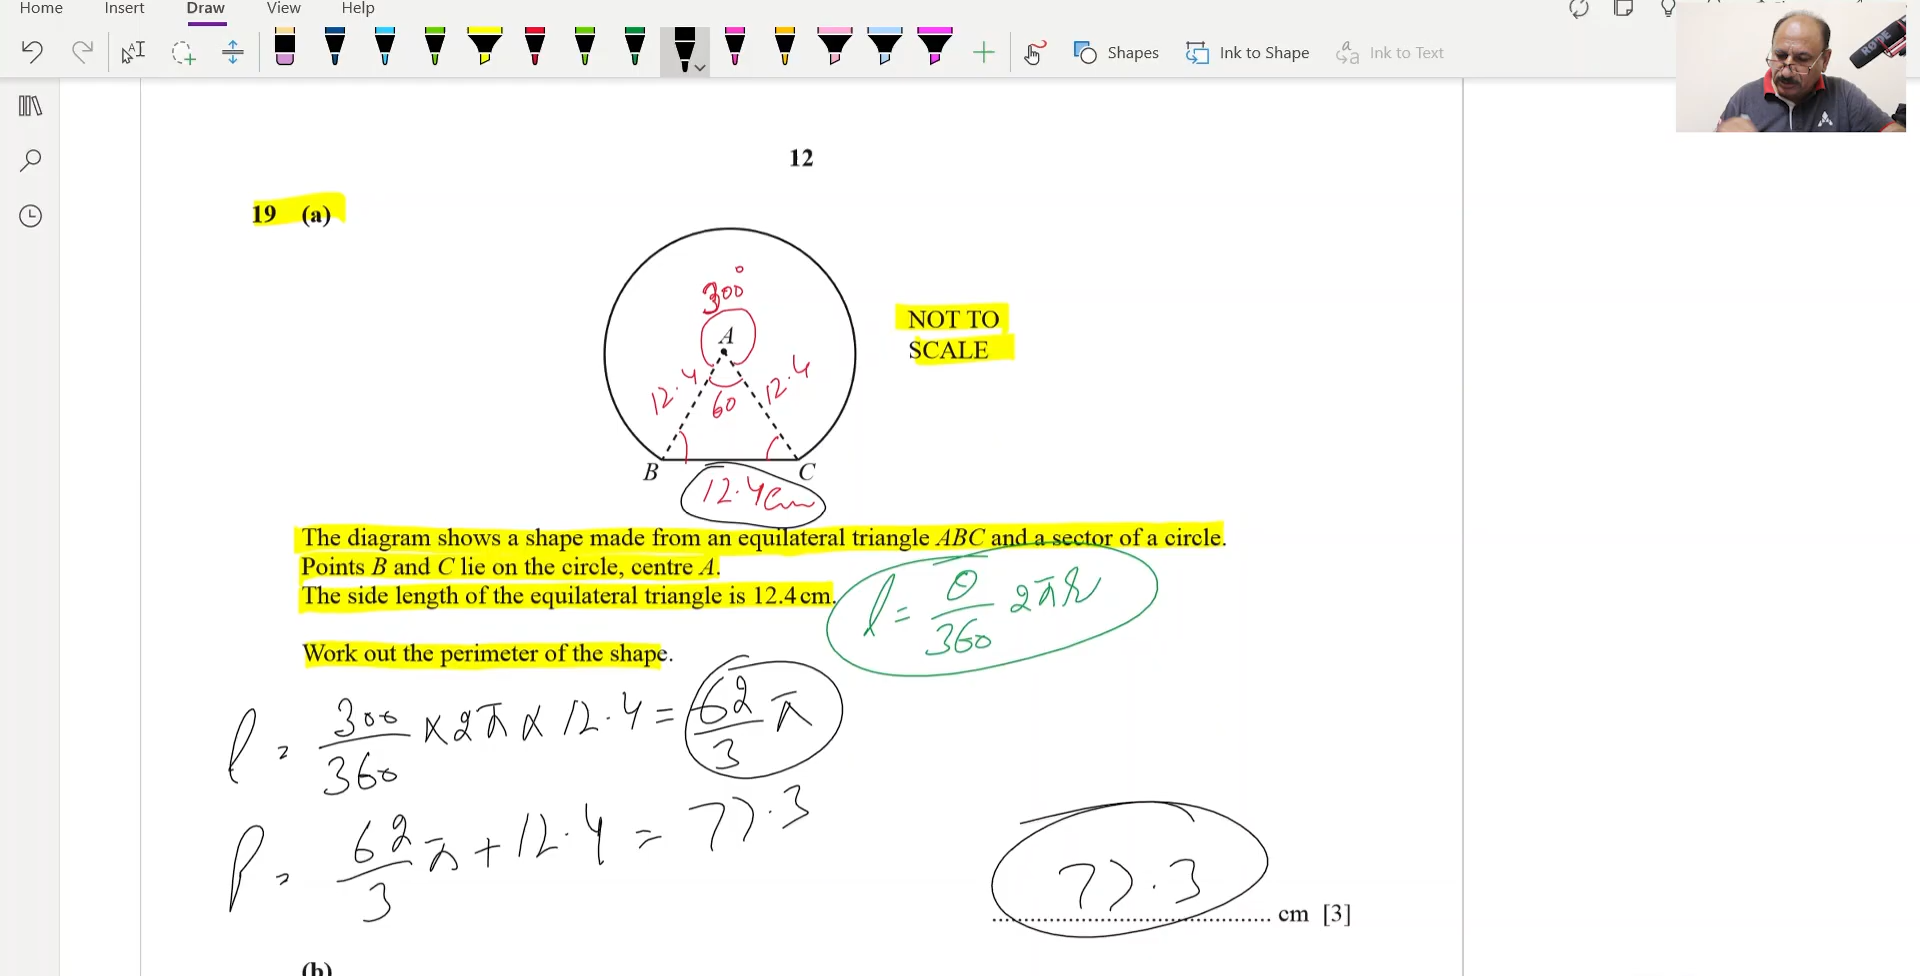 Home Insert Draw View Help
Shapes Ink to Shape Ink to Text
12
19 (a)
300°
A
NOT TO
SCALE
12.4 60 12.4
B C
12.4cm
The diagram shows a shape made from an equilateral triangle ABC and a sector of a circle.
Points B and C lie on the circle, centre A.
The side length of the equilateral triangle is 12.4 cm.
l = θ/360 2πr
Work out the perimeter of the shape.
l = 300/360 × 2π × 12.4 = 62/3 π
P = 62/3 π + 12.4 = 77.3
77.3
cm [3]
(b)
RØDE